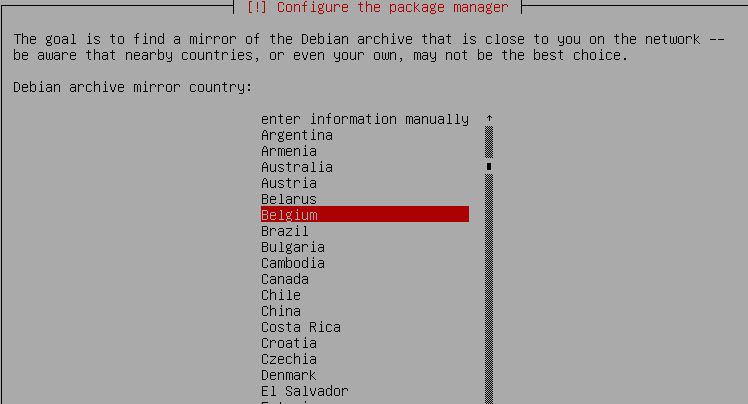 [!] Configure the package manager
The goal is to find a mirror of the Debian archive that is close to you on the network --
be aware that nearby countries, or even your own, may not be the best choice.
Debian archive mirror country:
enter information manually
Argentina
Armenia
Australia
Austria
Belarus
Belgium
Brazil
Bulgaria
Cambodia
Canada
Chile
China
Costa Rica
Croatia
Czechia
Denmark
El Salvador